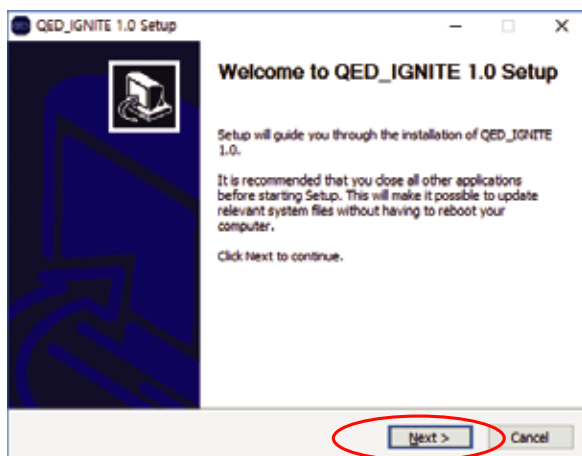 QED_IGNITE 1.0 Setup
Welcome to QED_IGNITE 1.0 Setup
Setup will guide you through the installation of QED_IGNITE
1.0.
It is recommended that you close all other applications
before starting Setup. This will make it possible to update
relevant system files without having to reboot your
computer.
Click Next to continue.
Next > Cancel